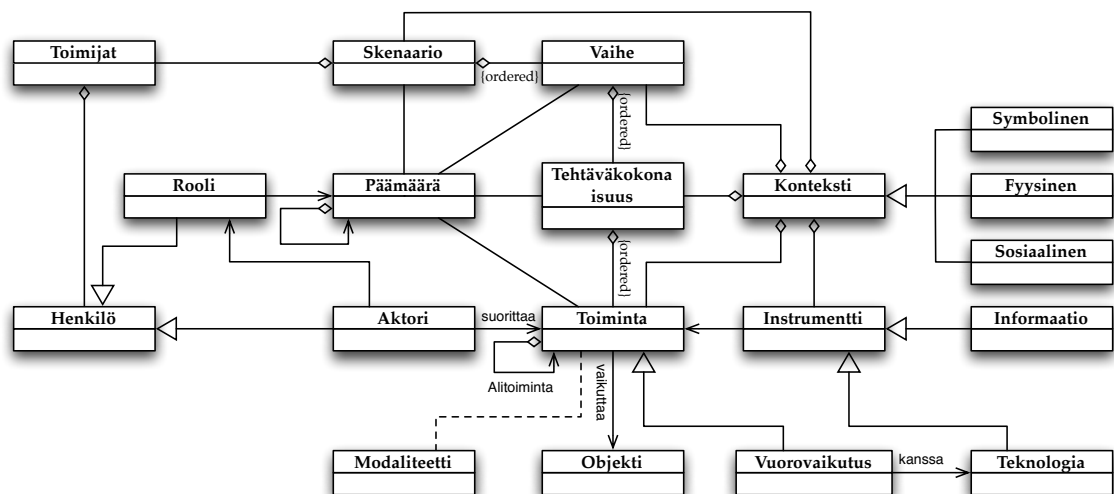 Toimijat
Skenaario
Vaihe
{ordered}
{ordered}
Symbolinen
Rooli
Päämäärä
Tehtäväkokona
isuus
Konteksti
Fyysinen
{ordered}
Sosiaalinen
Henkilö
Aktori
suorittaa
Toiminta
Instrumentti
Informaatio
Alitoiminta
vaikuttaa
Modaliteetti
Objekti
Vuorovaikutus
kanssa
Teknologia